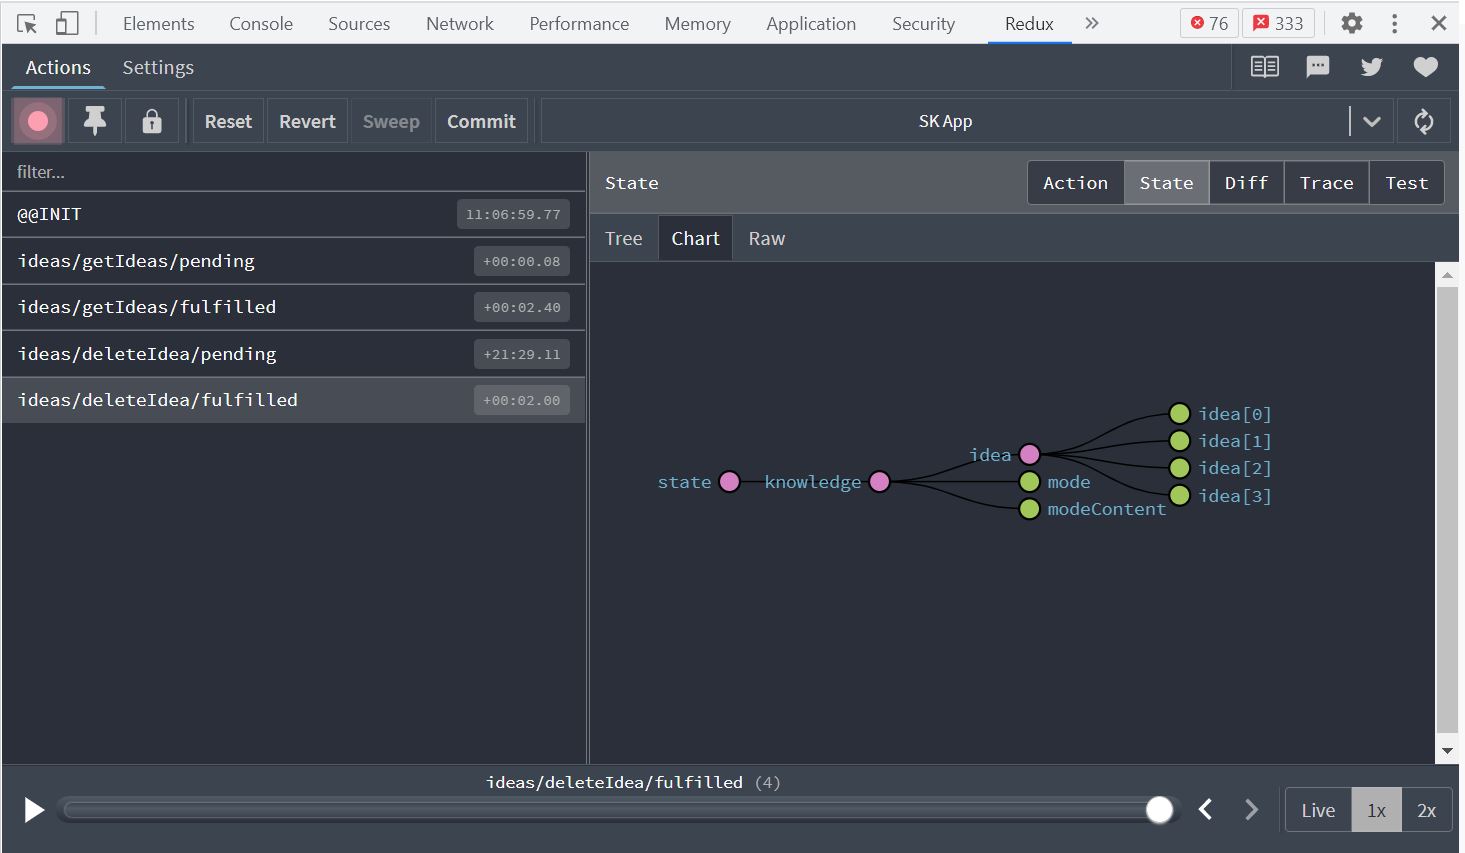 Elements Console Sources Network Performance Memory Application Security Redux 76 333
Actions Settings
Reset Revert Sweep Commit SK App
filter... State Action State Diff Trace Test
@@INIT 11:06:59.77
Tree Chart Raw
ideas/getIdeas/pending +00:00.08
ideas/getIdeas/fulfilled +00:02.40
ideas/deleteIdea/pending +21:29.11
ideas/deleteIdea/fulfilled +00:02.00
idea[0]
idea[1]
idea
idea[2]
state knowledge mode
idea[3]
modeContent
ideas/deleteIdea/fulfilled (4)
Live 1x 2x